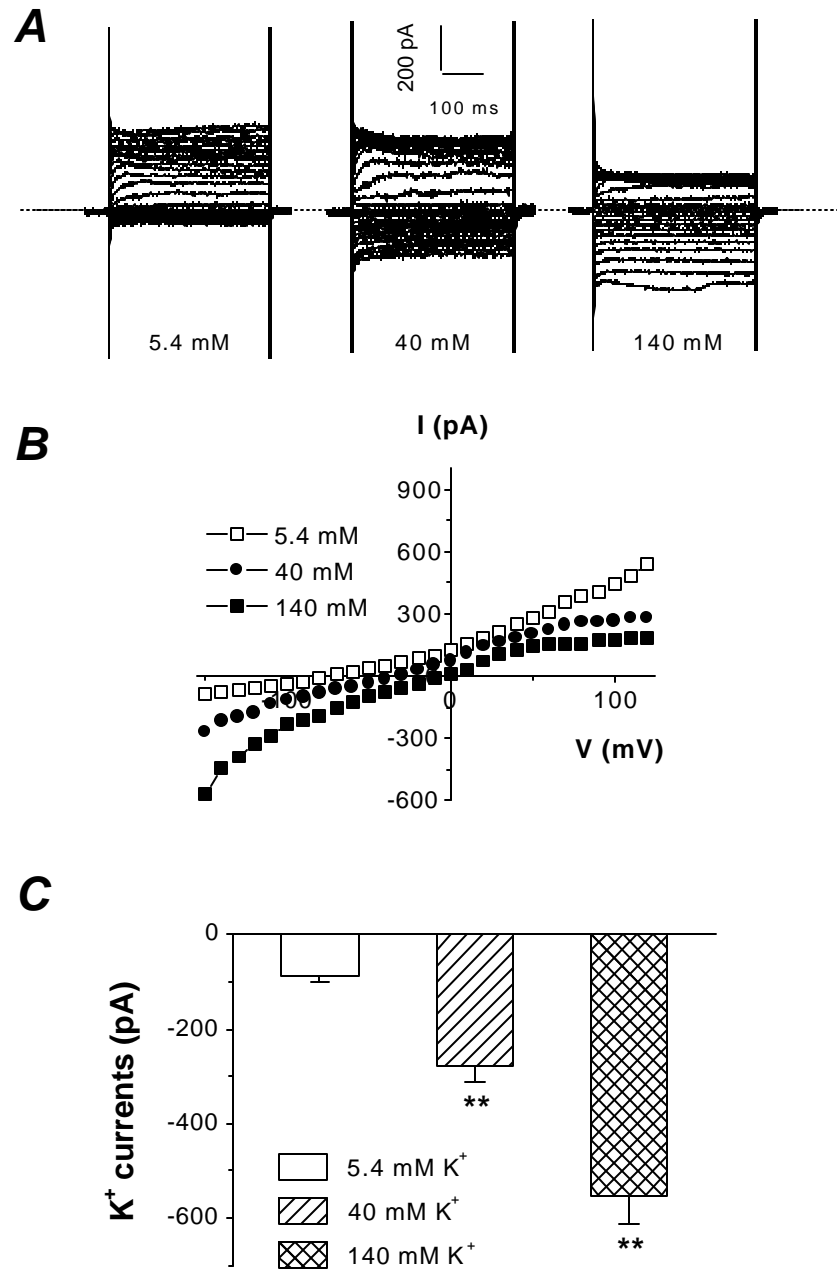 A
200 pA
100 ms
5.4 mM
40 mM
140 mM
B
I (pA)
900
5.4 mM
600
40 mM
140 mM
300
-100
0
100
-300
V (mV)
-600
C
0
-200
K+ currents (pA)
**
-400
5.4 mM K+
40 mM K+
-600
**
140 mM K+